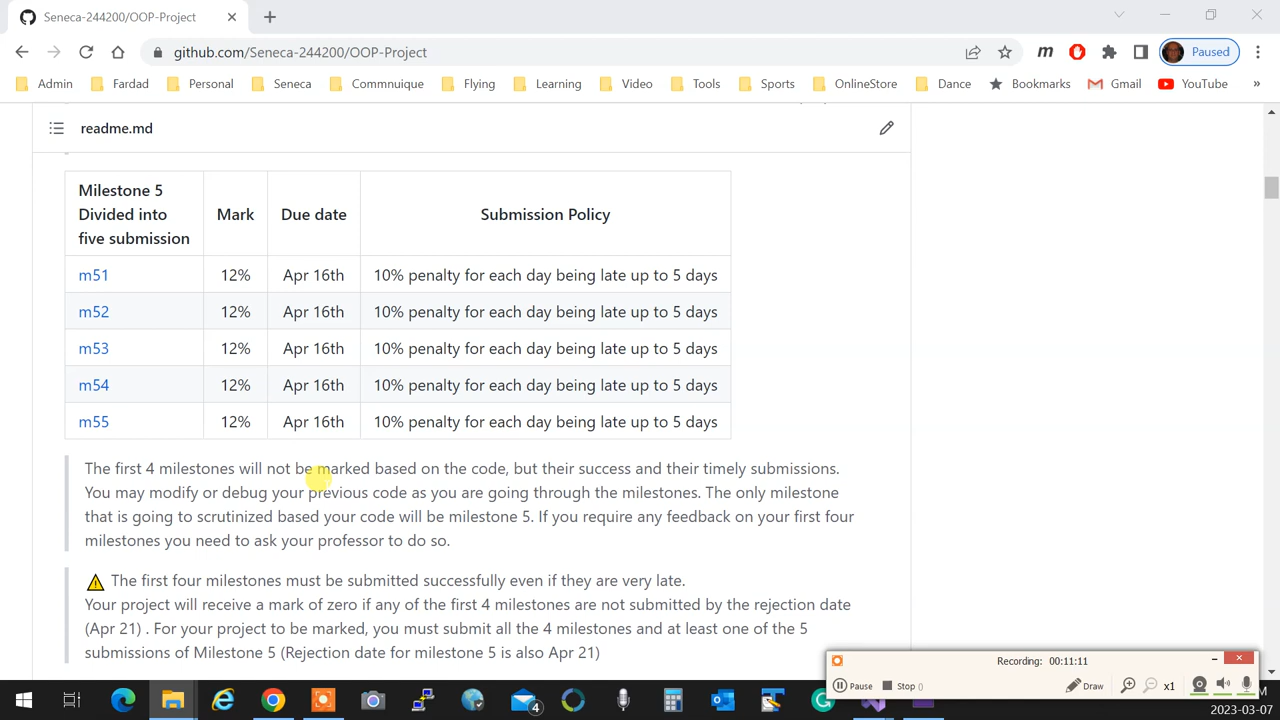 Seneca-244200/OOP-Project
github.com/Seneca-244200/OOP-Project
Paused
Admin Fardad Personal Seneca Commnuique Flying Learning Video Tools Sports OnlineStore Dance Bookmarks Gmail YouTube »
readme.md
Milestone 5
Divided into
five submission
Mark
Due date
Submission Policy
m51 12% Apr 16th 10% penalty for each day being late up to 5 days
m52 12% Apr 16th 10% penalty for each day being late up to 5 days
m53 12% Apr 16th 10% penalty for each day being late up to 5 days
m54 12% Apr 16th 10% penalty for each day being late up to 5 days
m55 12% Apr 16th 10% penalty for each day being late up to 5 days
The first 4 milestones will not be marked based on the code, but their success and their timely submissions.
You may modify or debug your previous code as you are going through the milestones. The only milestone
that is going to scrutinized based your code will be milestone 5. If you require any feedback on your first four
milestones you need to ask your professor to do so.
The first four milestones must be submitted successfully even if they are very late.
Your project will receive a mark of zero if any of the first 4 milestones are not submitted by the rejection date
(Apr 21) . For your project to be marked, you must submit all the 4 milestones and at least one of the 5
submissions of Milestone 5 (Rejection date for milestone 5 is also Apr 21)
Recording: 00:11:11
Pause Stop () Draw x1
4
2023-03-07